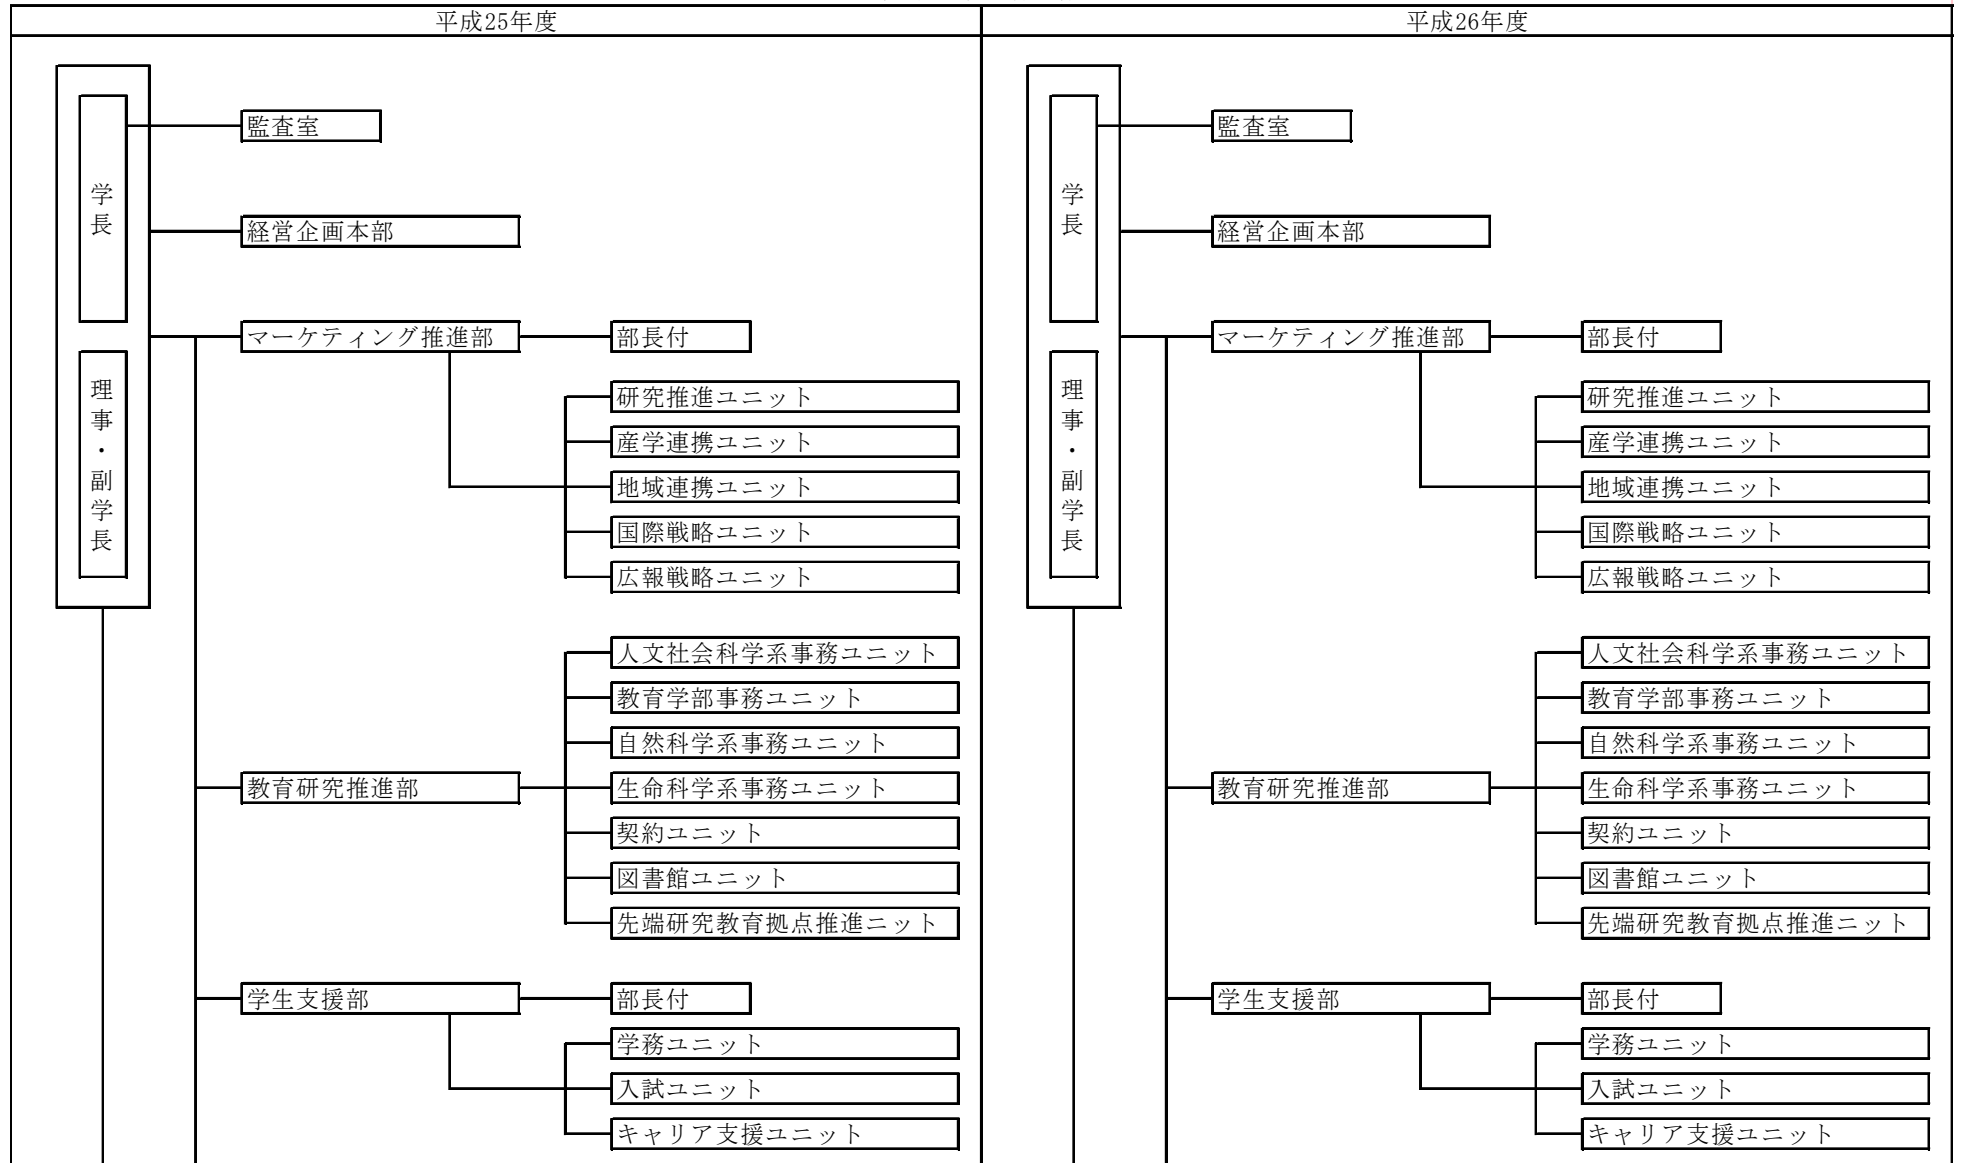 平成25年度
学長
理事・副学長
監査室
経営企画本部
マーケティング推進部
部長付
研究推進ユニット
産学連携ユニット
地域連携ユニット
国際戦略ユニット
広報戦略ユニット
人文社会科学系事務ユニット
教育学部事務ユニット
自然科学系事務ユニット
教育研究推進部
生命科学系事務ユニット
契約ユニット
図書館ユニット
先端研究教育拠点推進ニット
学生支援部
部長付
学務ユニット
入試ユニット
キャリア支援ユニット
平成26年度
学長
理事・副学長
監査室
経営企画本部
マーケティング推進部
部長付
研究推進ユニット
産学連携ユニット
地域連携ユニット
国際戦略ユニット
広報戦略ユニット
人文社会科学系事務ユニット
教育学部事務ユニット
自然科学系事務ユニット
教育研究推進部
生命科学系事務ユニット
契約ユニット
図書館ユニット
先端研究教育拠点推進ニット
学生支援部
部長付
学務ユニット
入試ユニット
キャリア支援ユニット